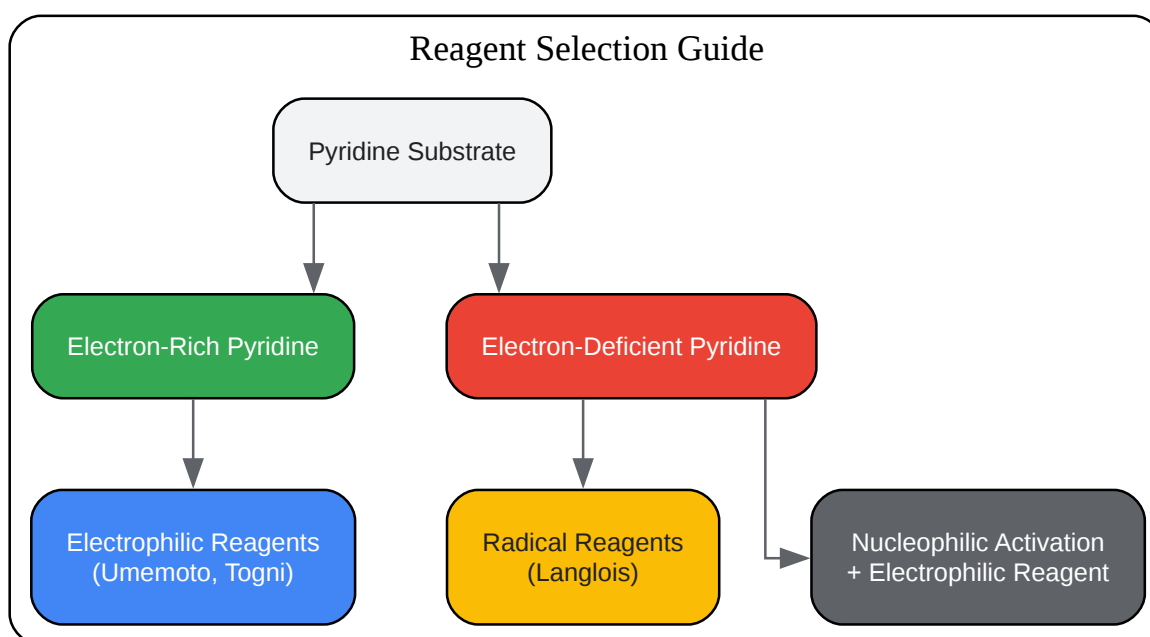 Reagent Selection Guide
Pyridine Substrate
Electron-Rich Pyridine
Electron-Deficient Pyridine
Electrophilic Reagents
(Umemoto, Togni)
Radical Reagents
(Langlois)
Nucleophilic Activation
+ Electrophilic Reagent